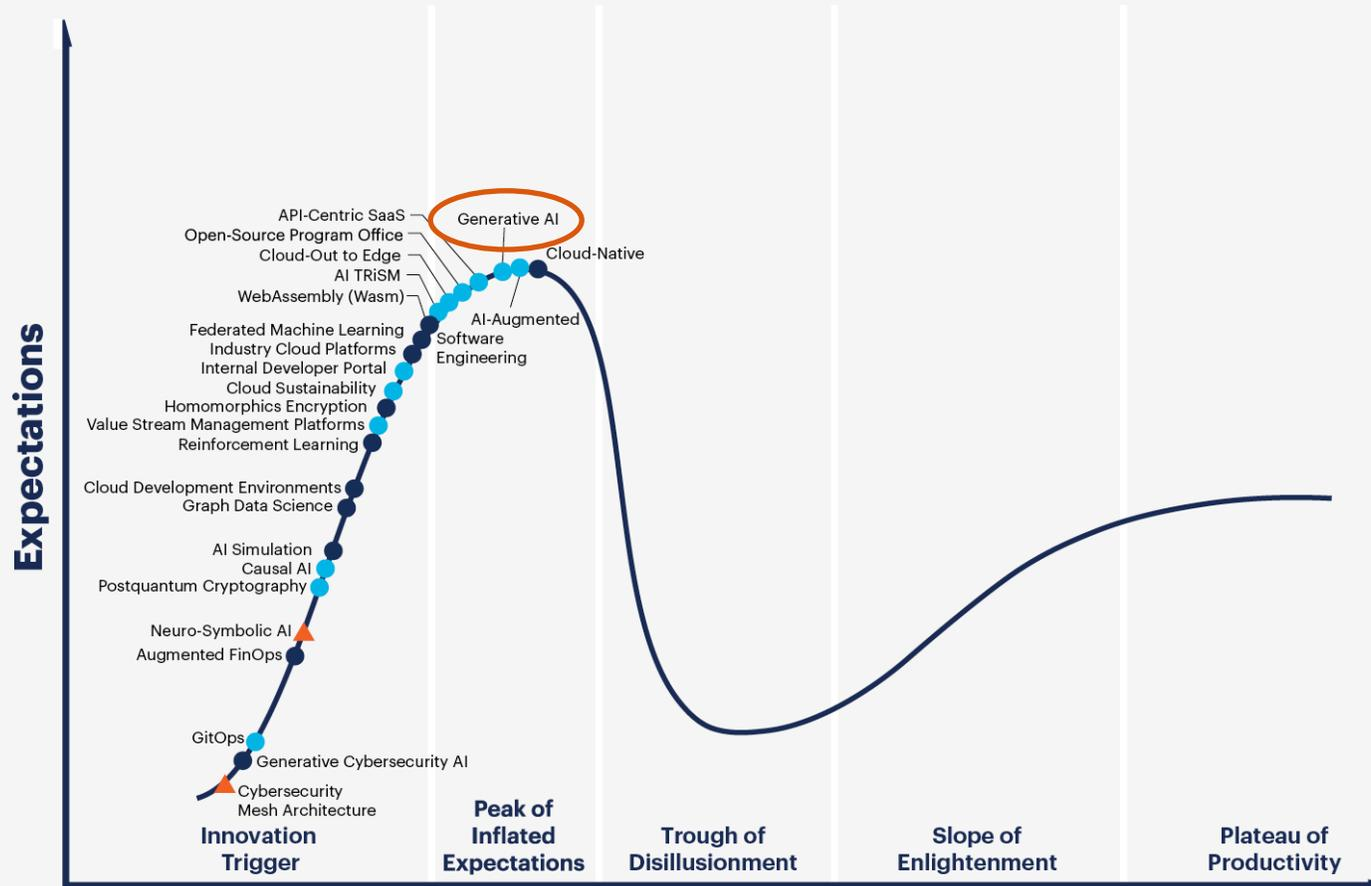 Expectations
API-Centric SaaS
Generative AI
Open-Source Program Office
Cloud-Out to Edge
Cloud-Native
AI TRiSM
WebAssembly (Wasm)
AI-Augmented
Software
Engineering
Federated Machine Learning
Industry Cloud Platforms
Internal Developer Portal
Cloud Sustainability
Homomorphics Encryption
Value Stream Management Platforms
Reinforcement Learning
Cloud Development Environments
Graph Data Science
AI Simulation
Causal AI
Postquantum Cryptography
Neuro-Symbolic AI
Augmented FinOps
GitOps
Generative Cybersecurity AI
Cybersecurity
Mesh Architecture
Innovation
Trigger
Peak of
Inflated
Expectations
Trough of
Disillusionment
Slope of
Enlightenment
Plateau of
Productivity